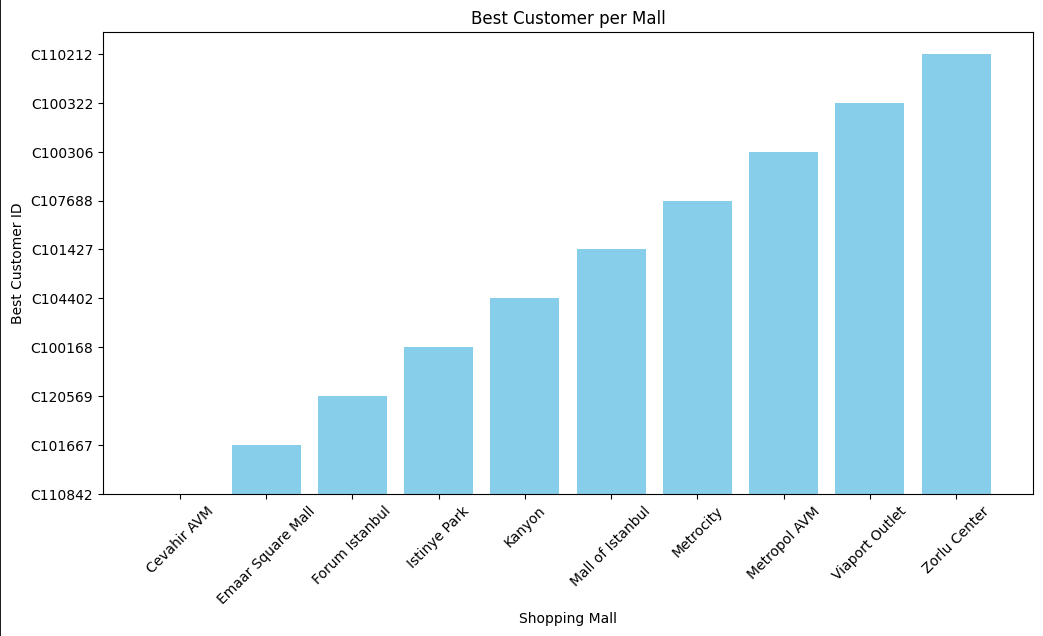 Best Customer per Mall
C110212
C100322
C100306
C107688
C101427
C104402
C100168
C120569
C101667
C110842
Best Customer ID
Cevahir AVM
Emaar Square Mall
Forum Istanbul
Istinye Park
Kanyon
Mall of Istanbul
Metrocity
Metropol AVM
Viaport Outlet
Zorlu Center
Shopping Mall